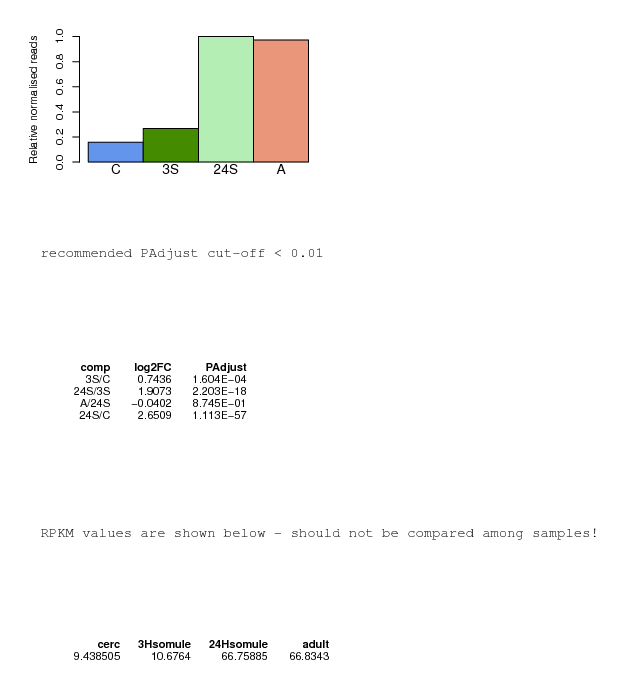 Relative normalised reads
1.0
0.8
0.6
0.4
0.2
0.0
C 3S 24S A
recommended PAdjust cut-off < 0.01
comp log2FC PAdjust
3S/C 0.7436 1.604E-04
24S/3S 1.9073 2.203E-18
A/24S −0.0402 8.745E-01
24S/C 2.6509 1.113E-57
RPKM values are shown below - should not be compared among samples!
cerc 3Hsomule 24Hsomule adult
9.438505 10.6764 66.75885 66.8343